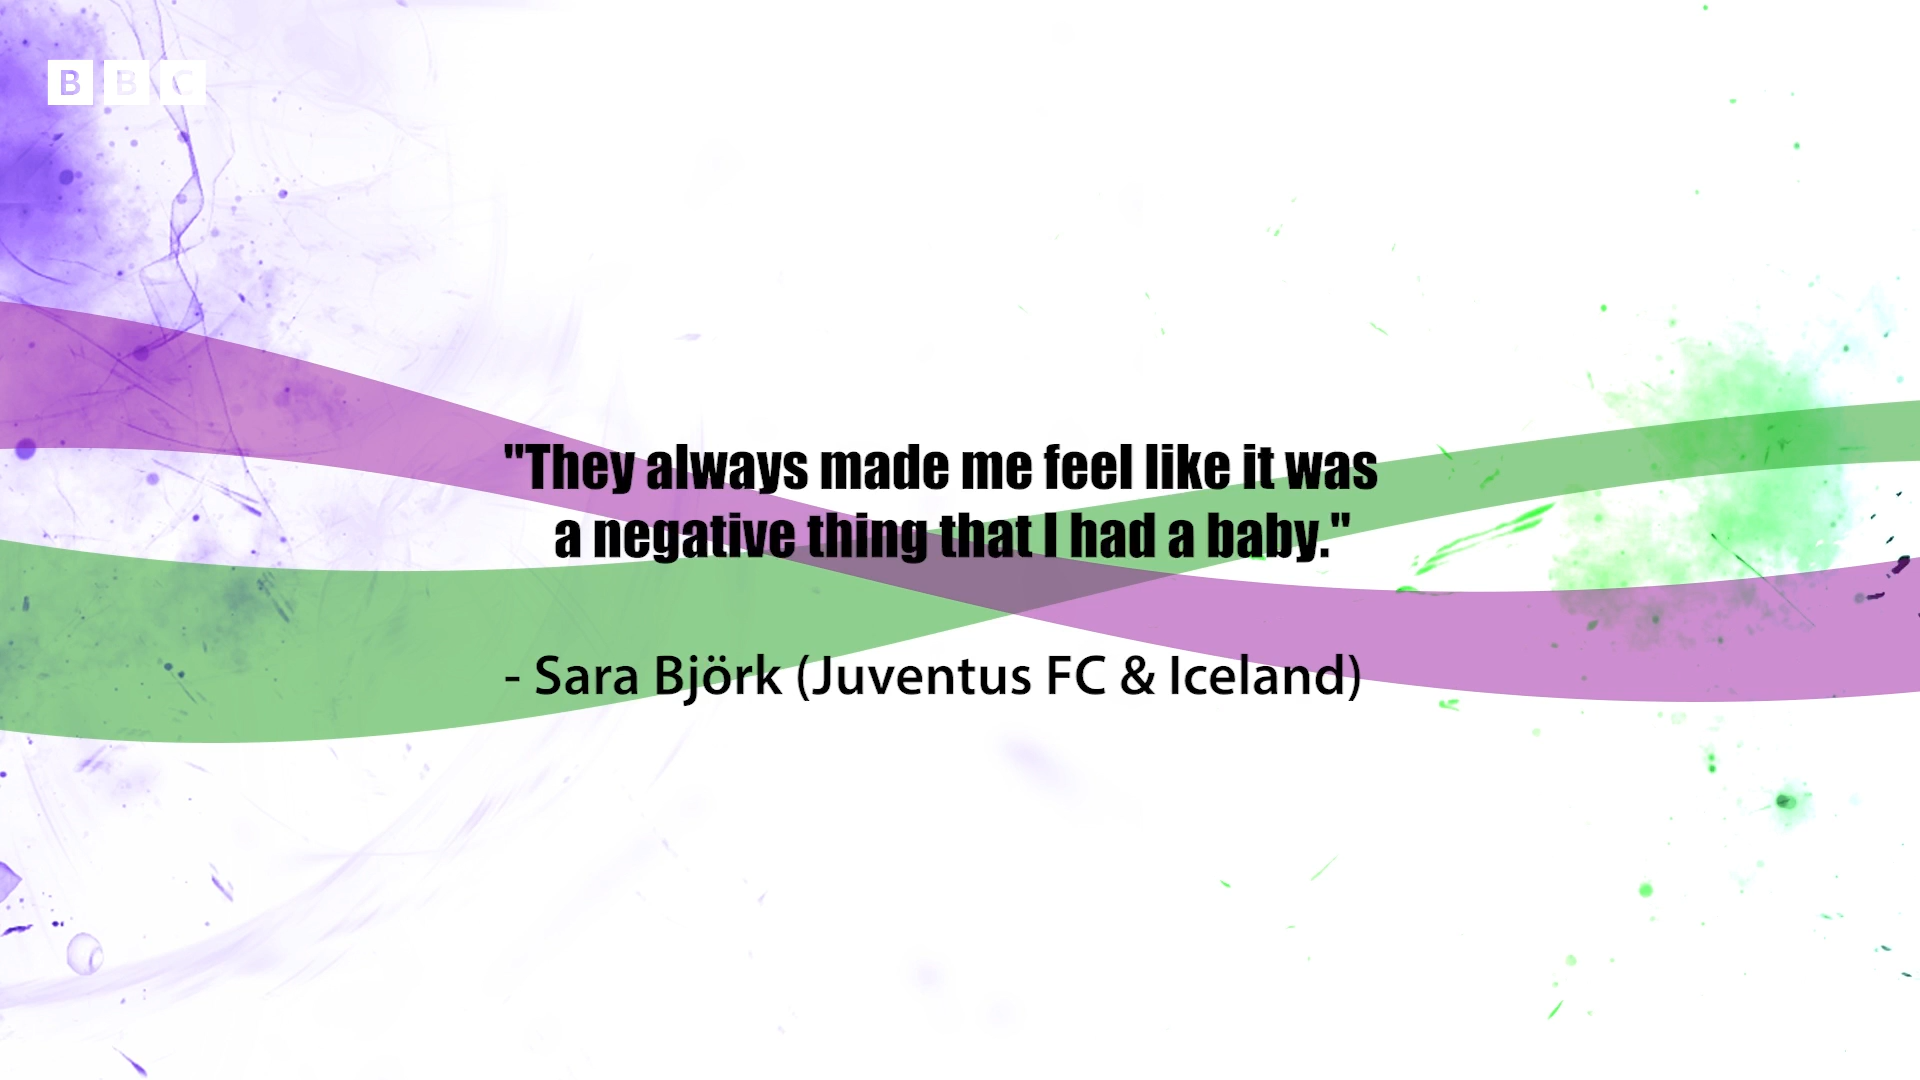 BBC
"They always made me feel like it was
a negative thing that I had a baby."
- Sara Björk (Juventus FC & Iceland)